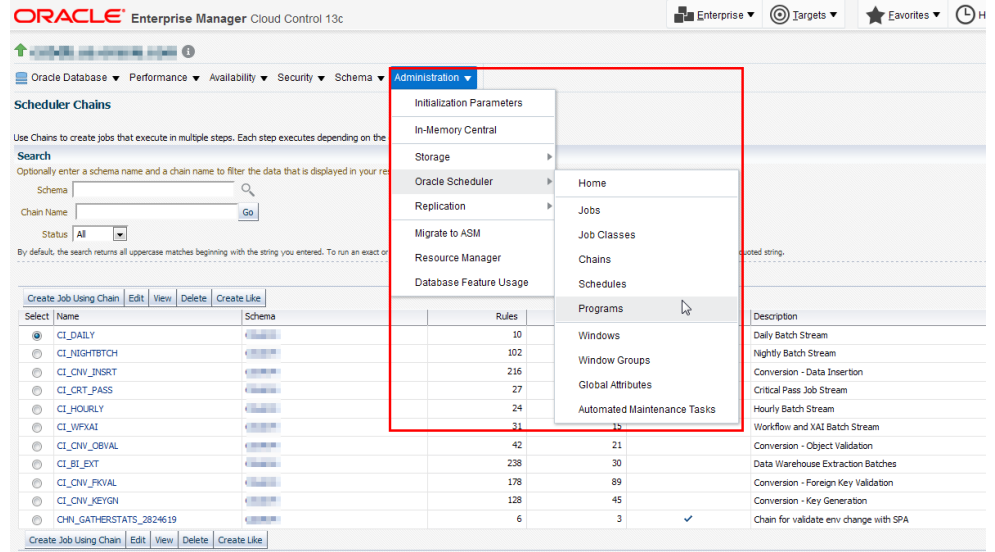 ORACLE Enterprise Manager Cloud Control 13c
Enterprise Targets Favorites H
Oracle Database Performance Availability Security Schema Administration
Scheduler Chains
Use Chains to create jobs that execute in multiple steps. Each step executes depending on the
Search
Optionally enter a schema name and a chain name to filter the data that is displayed in your res
Schema
Chain Name Go
Status All
By default, the search returns all uppercase matches beginning with the string you entered. To run an exact or
quoted string.
Initialization Parameters
In-Memory Central
Storage
Oracle Scheduler
Replication
Migrate to ASM
Resource Manager
Database Feature Usage
Home
Jobs
Job Classes
Chains
Schedules
Programs
Windows
Window Groups
Global Attributes
Automated Maintenance Tasks
Create Job Using Chain Edit View Delete Create Like
Select Name Schema Rules Description
CI_DAILY 10 Daily Batch Stream
CI_NIGHTBTCH 102 Nightly Batch Stream
CI_CNV_INSRT 216 Conversion - Data Insertion
CI_CRT_PASS 27 Critical Pass Job Stream
CI_HOURLY 24 Hourly Batch Stream
CI_WFXAI 31 15 Workflow and XAI Batch Stream
CI_CNV_OBVAL 42 21 Conversion - Object Validation
CI_BI_EXT 238 30 Data Warehouse Extraction Batches
CI_CNV_FKVAL 178 89 Conversion - Foreign Key Validation
CI_CNV_KEYGN 128 45 Conversion - Key Generation
CHN_GATHERSTATS_2824619 6 3 Chain for validate env change with SPA
Create Job Using Chain Edit View Delete Create Like